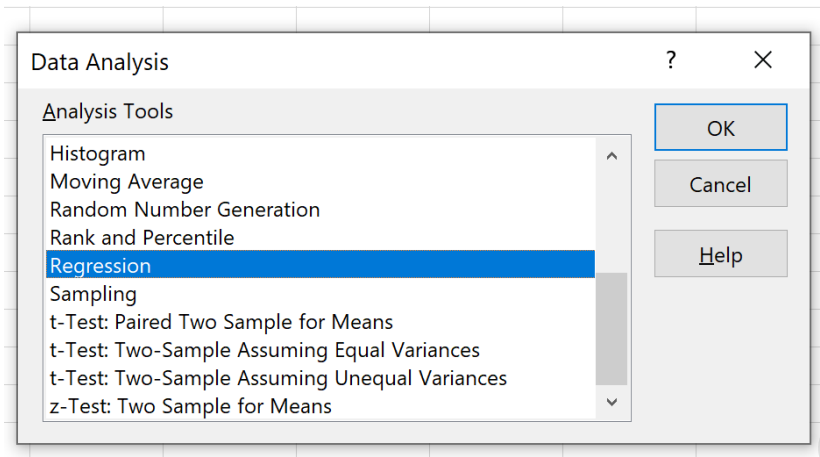 Data Analysis
?
Analysis Tools
Histogram
Moving Average
Random Number Generation
Rank and Percentile
Regression
Sampling
t-Test: Paired Two Sample for Means
t-Test: Two-Sample Assuming Equal Variances
t-Test: Two-Sample Assuming Unequal Variances
z-Test: Two Sample for Means
OK
Cancel
Help